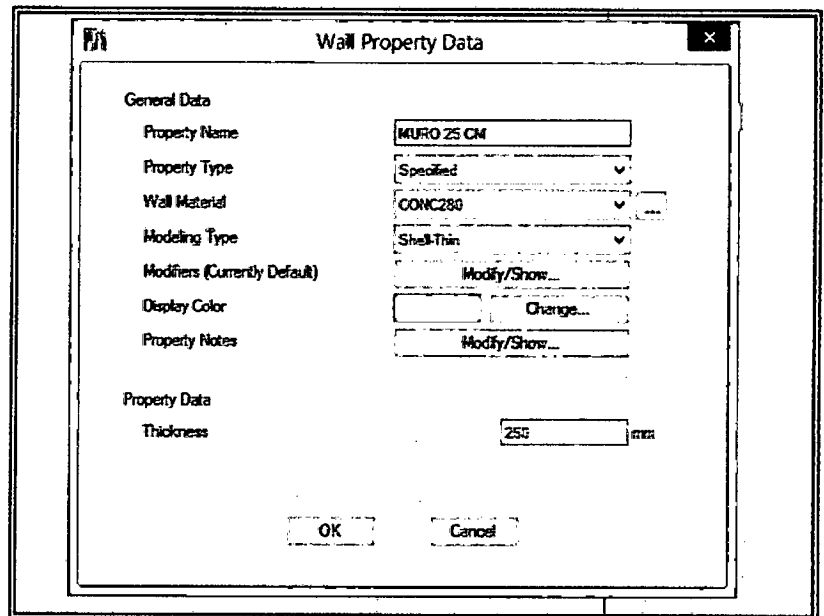 Wall Property Data
General Data
Property Name MURO 25 CM
Property Type Specified
Wall Material CONC280 ...
Modeling Type Shell-Thin
Modifiers (Currently Default) Modify/Show...
Display Color Change...
Property Notes Modify/Show...
Property Data
Thickness 250 mm
OK Cancel